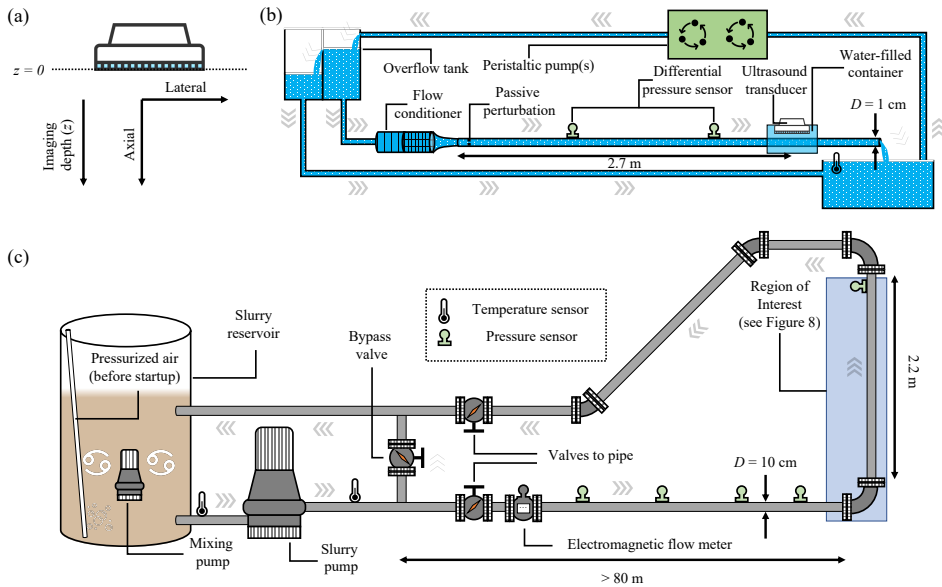 (a)
z = 0
Lateral
Imaging
depth (z)
Axial
(b)
Overflow tank
Peristaltic pump(s)
Differential
pressure sensor
Ultrasound
transducer
Water-filled
container
Flow
conditioner
Passive
perturbation
D = 1 cm
2.7 m
(c)
Slurry
reservoir
Pressurized air
(before startup)
Bypass
valve
Temperature sensor
Pressure sensor
Region of
Interest
(see Figure 8)
2.2 m
Valves to pipe
D = 10 cm
Mixing
pump
Slurry
pump
Electromagnetic flow meter
> 80 m